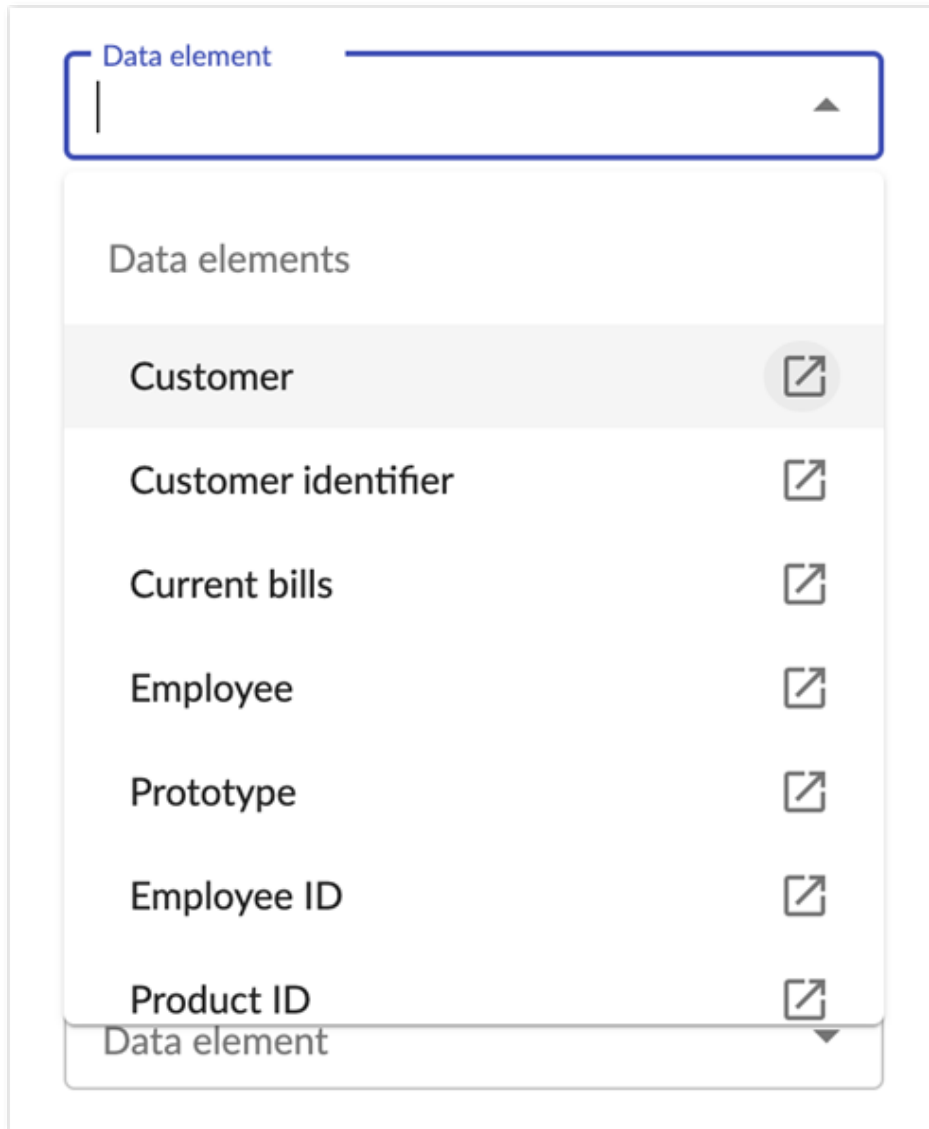 Data element
Data elements
Customer
Customer identifier
Current bills
Employee
Prototype
Employee ID
Product ID
Data element